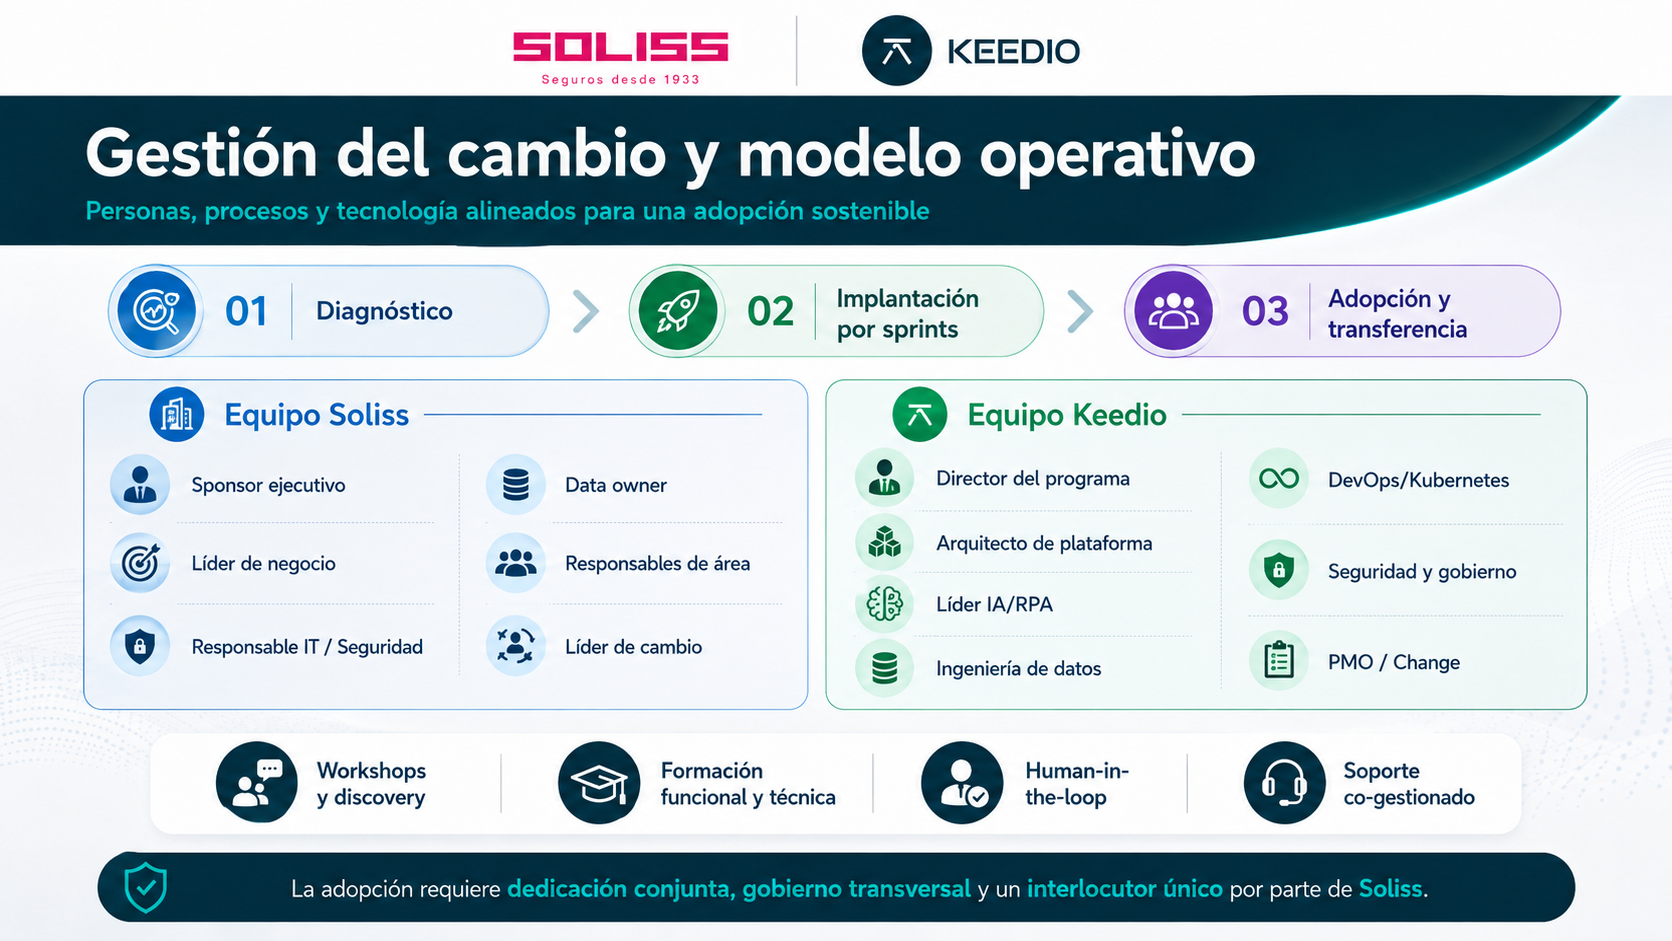 SOLISS
Seguros desde 1933
KEEDIO
Gestión del cambio y modelo operativo
Personas, procesos y tecnología alineados para una adopción sostenible
01
Diagnóstico
02
Implantación
por sprints
03
Adopción y
transferencia
Equipo Soliss
Sponsor ejecutivo
Líder de negocio
Responsable IT / Seguridad
Data owner
Responsables de área
Líder de cambio
Equipo Keedio
Director del programa
Arquitecto de plataforma
Líder IA/RPA
Ingeniería de datos
DevOps/Kubernetes
Seguridad y gobierno
PMO / Change
Workshops
y discovery
Formación
funcional y técnica
Human-in-
the-loop
Soporte
co-gestionado
La adopción requiere dedicación conjunta, gobierno transversal y un interlocutor único por parte de Soliss.